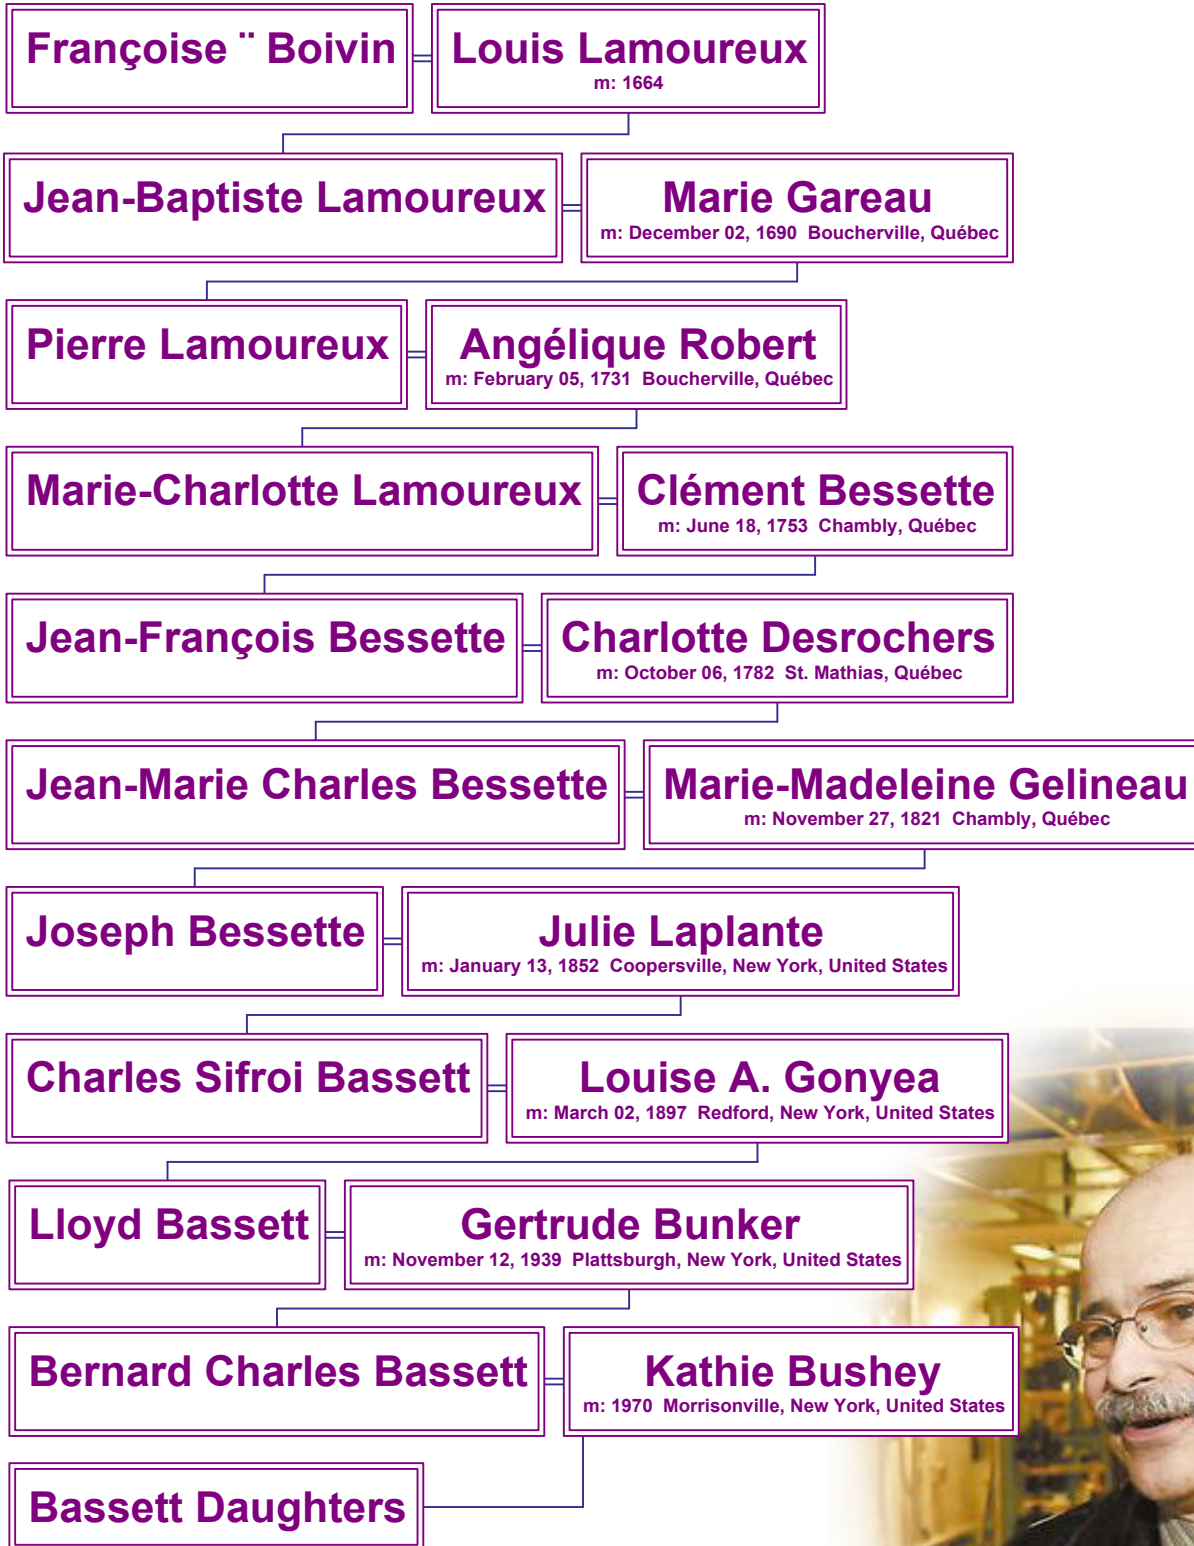 Françoise ¨ Boivin
Louis Lamoureux
m: 1664
Jean-Baptiste Lamoureux
Marie Gareau
m: December 02, 1690 Boucherville, Québec
Pierre Lamoureux
Angélique Robert
m: February 05, 1731 Boucherville, Québec
Marie-Charlotte Lamoureux
Clément Bessette
m: June 18, 1753 Chambly, Québec
Jean-François Bessette
Charlotte Desrochers
m: October 06, 1782 St. Mathias, Québec
Jean-Marie Charles Bessette
Marie-Madeleine Gelineau
m: November 27, 1821 Chambly, Québec
Joseph Bessette
Julie Laplante
m: January 13, 1852 Coopersville, New York, United States
Charles Sifroi Bassett
Louise A. Gonyea
m: March 02, 1897 Redford, New York, United States
Lloyd Bassett
Gertrude Bunker
m: November 12, 1939 Plattsburgh, New York, United States
Bernard Charles Bassett
Kathie Bushey
m: 1970 Morrisonville, New York, United States
Bassett Daughters